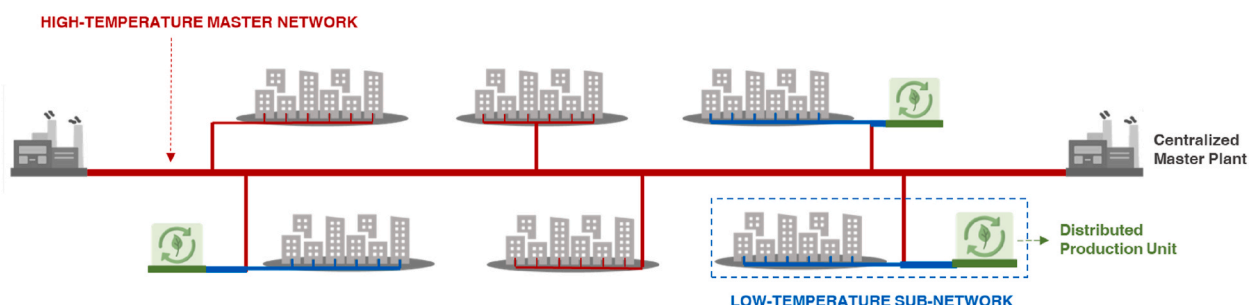 HIGH-TEMPERATURE MASTER NETWORK
Centralized
Master Plant
Distributed
Production Unit
LOW-TEMPERATURE SUB-NETWORK